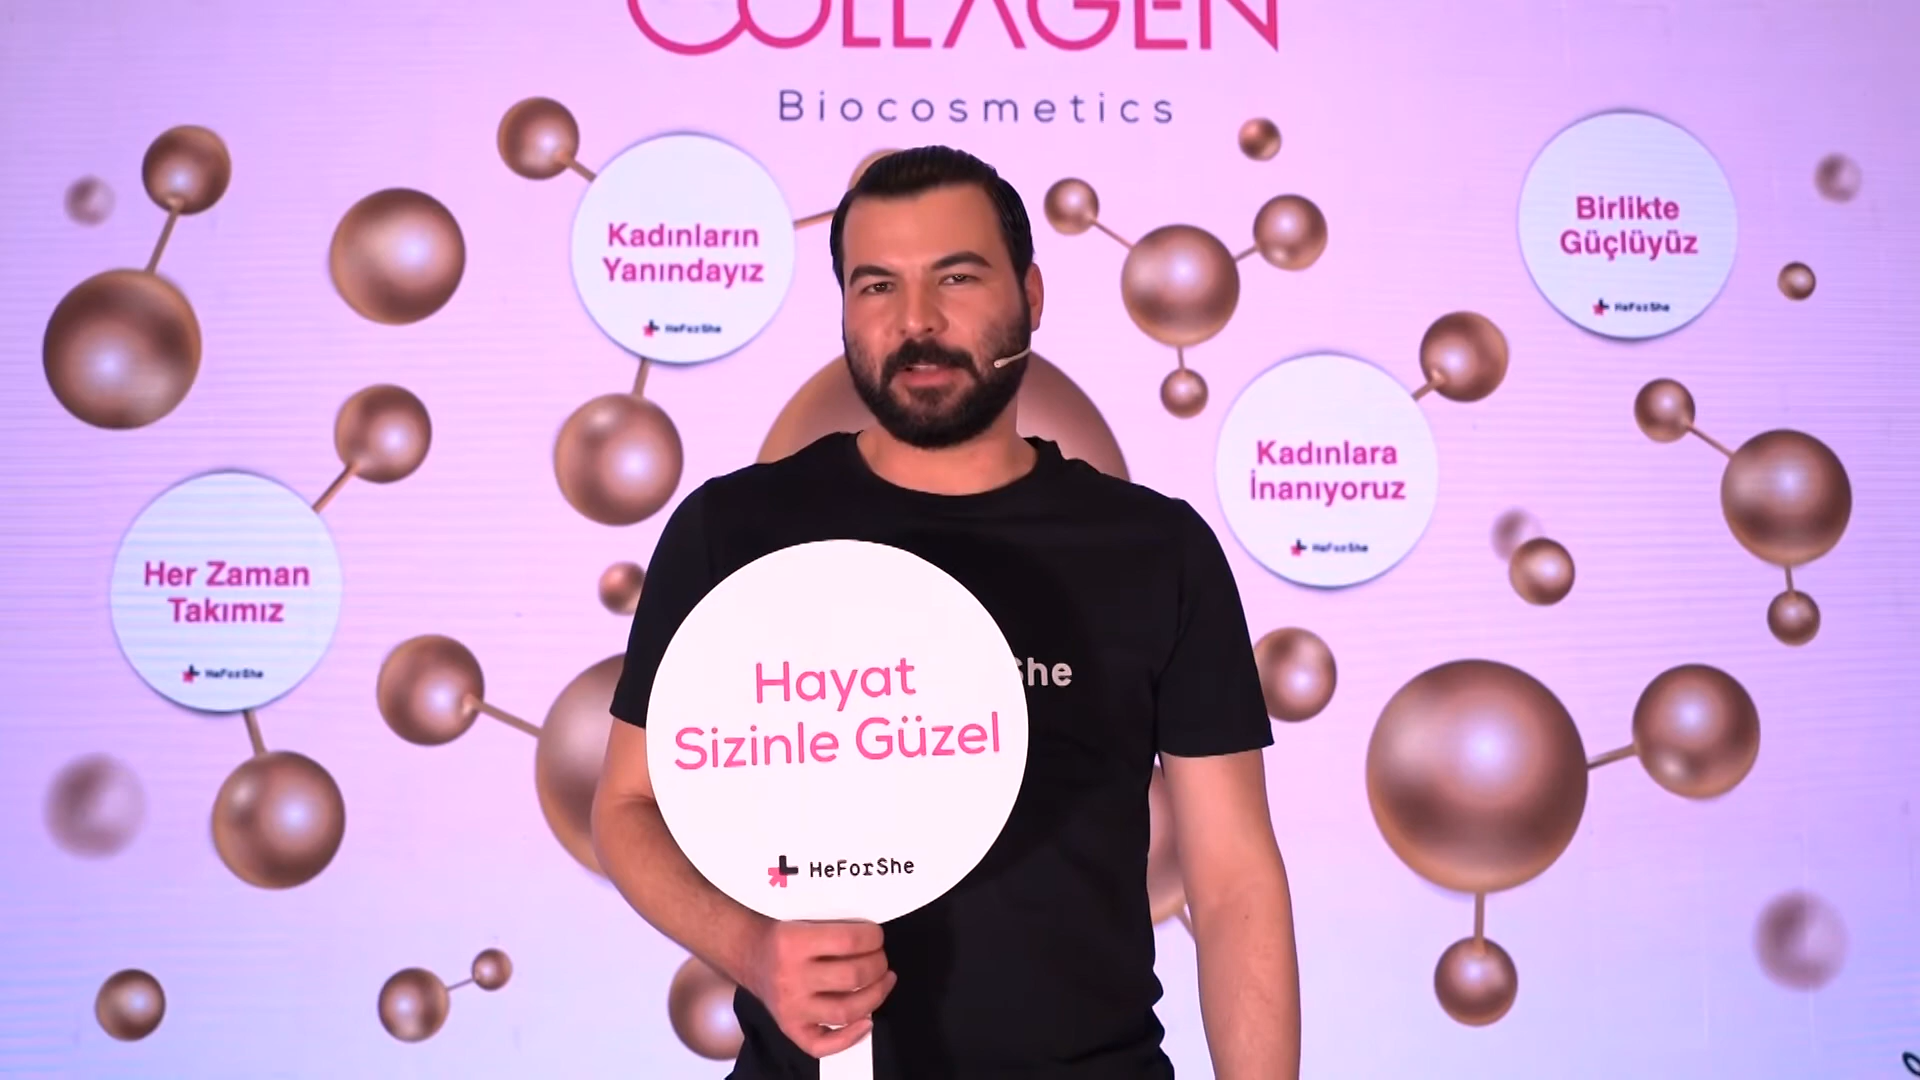 COLLAGEN
Biocosmetics
Kadınların
Yanındayız
HeForShe
Birlikte
Güçlüyüz
HeForShe
Kadınlara
İnanıyoruz
HeForShe
Her Zaman
Takımız
HeForShe
She
Hayat
Sizinle Güzel
HeForShe